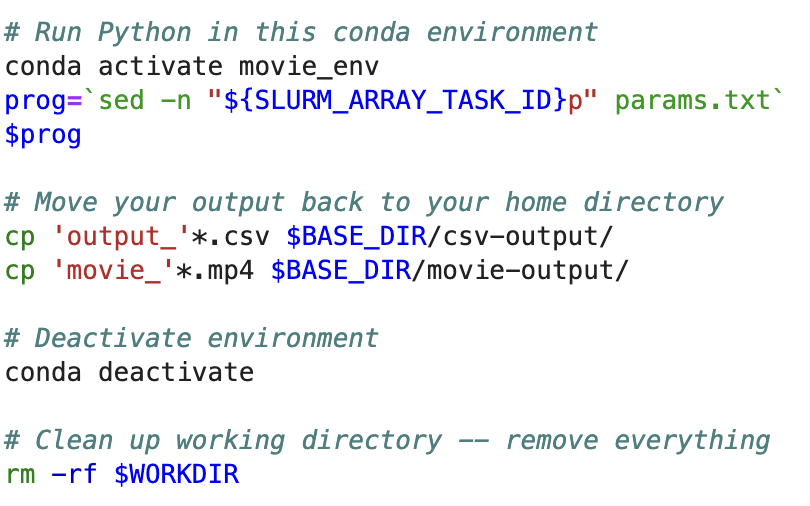 # Run Python in this conda environment
conda activate movie_env
prog=`sed -n "${SLURM_ARRAY_TASK_ID}p" params.txt`
$prog

# Move your output back to your home directory
cp 'output_'*.csv $BASE_DIR/csv-output/
cp 'movie_'*.mp4 $BASE_DIR/movie-output/

# Deactivate environment
conda deactivate

# Clean up working directory -- remove everything
rm -rf $WORKDIR